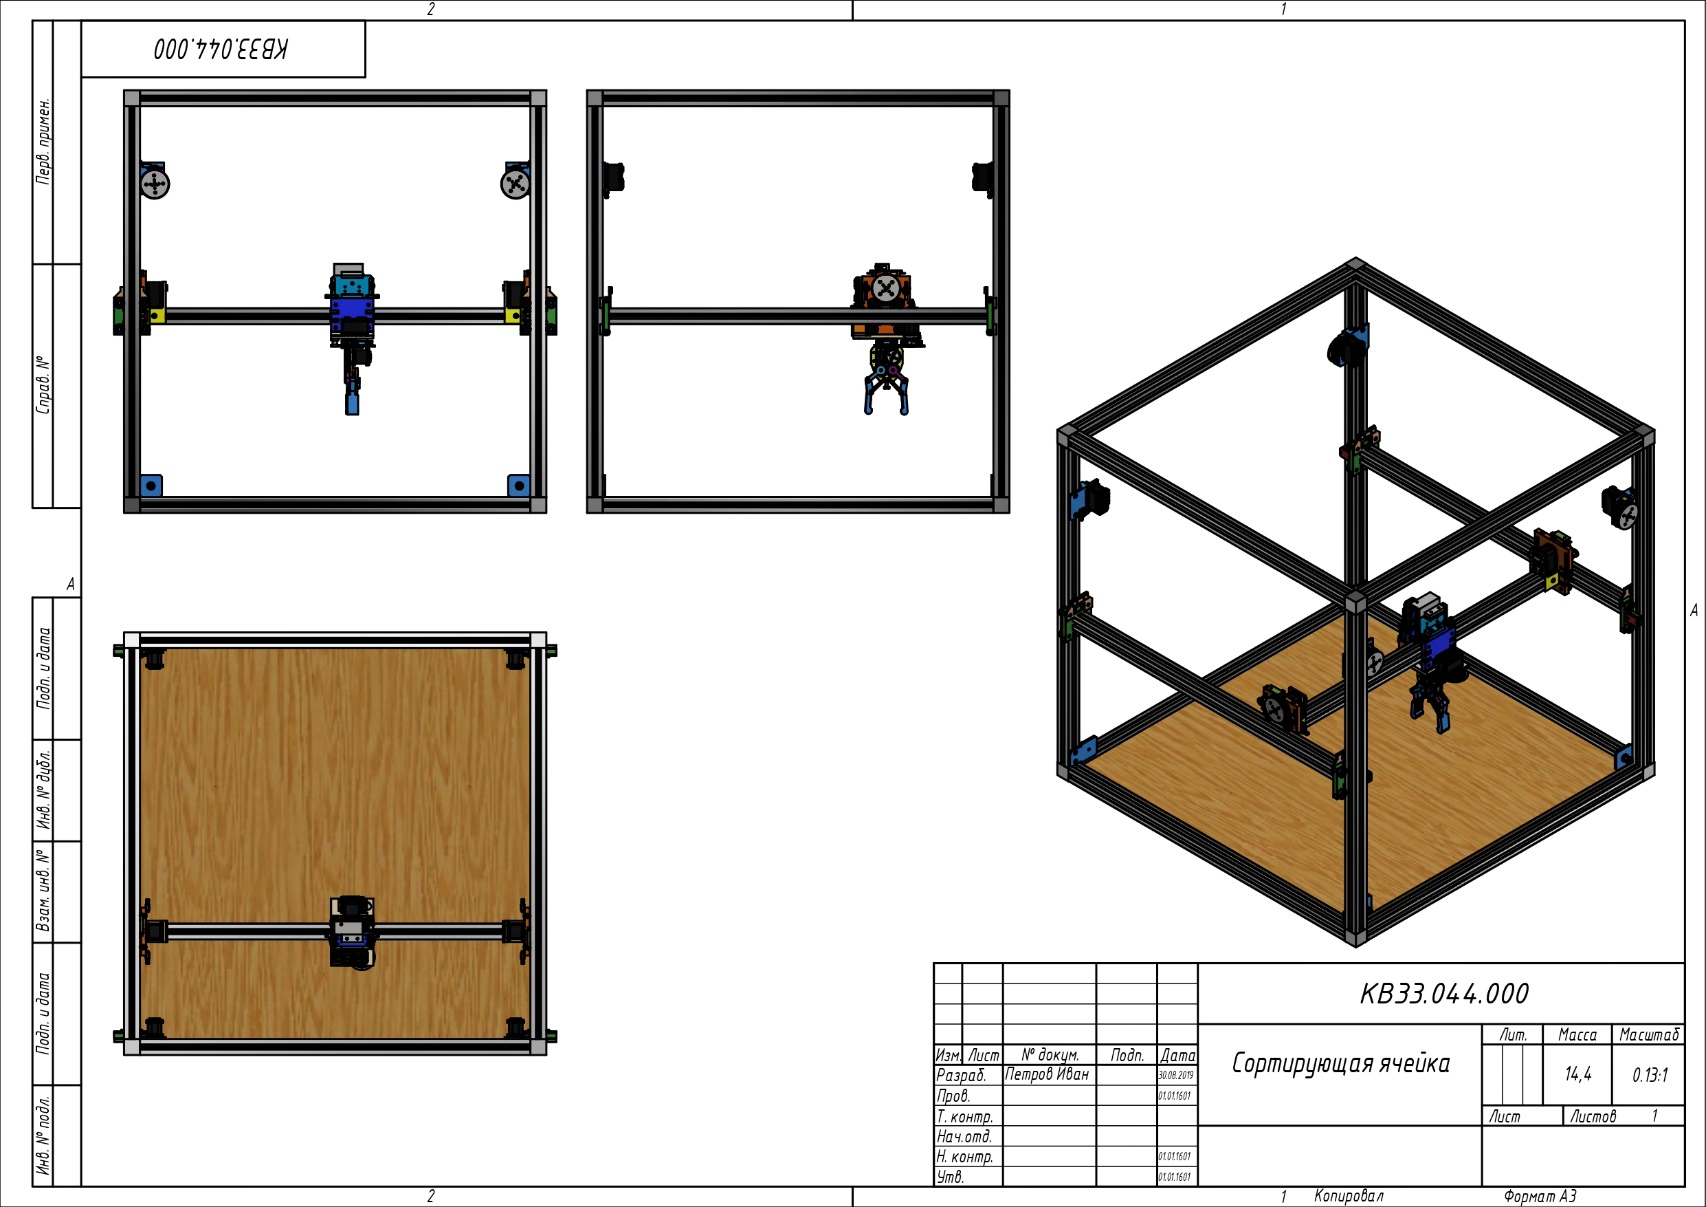 2
1
КВЗЗ.044.000
Перв. примен.
Справ. №
А
А
Подп. и дата
Инв. № дубл.
Взам. инв. №
Подп. и дата
Инв. № подл.
КВЗЗ.044.000
Изм. Лист № докум. Подп. Дата
Разраб. Петров Иван 30.08.2019
Пров. 01.01.1601
Т. контр.
Нач.отд.
Н. контр. 01.01.1601
Утв. 01.01.1601
Сортирующая ячейка
Лит. Масса Масштаб
14,4 0.13:1
Лист Листов 1
2
1
Копировал Формат А3